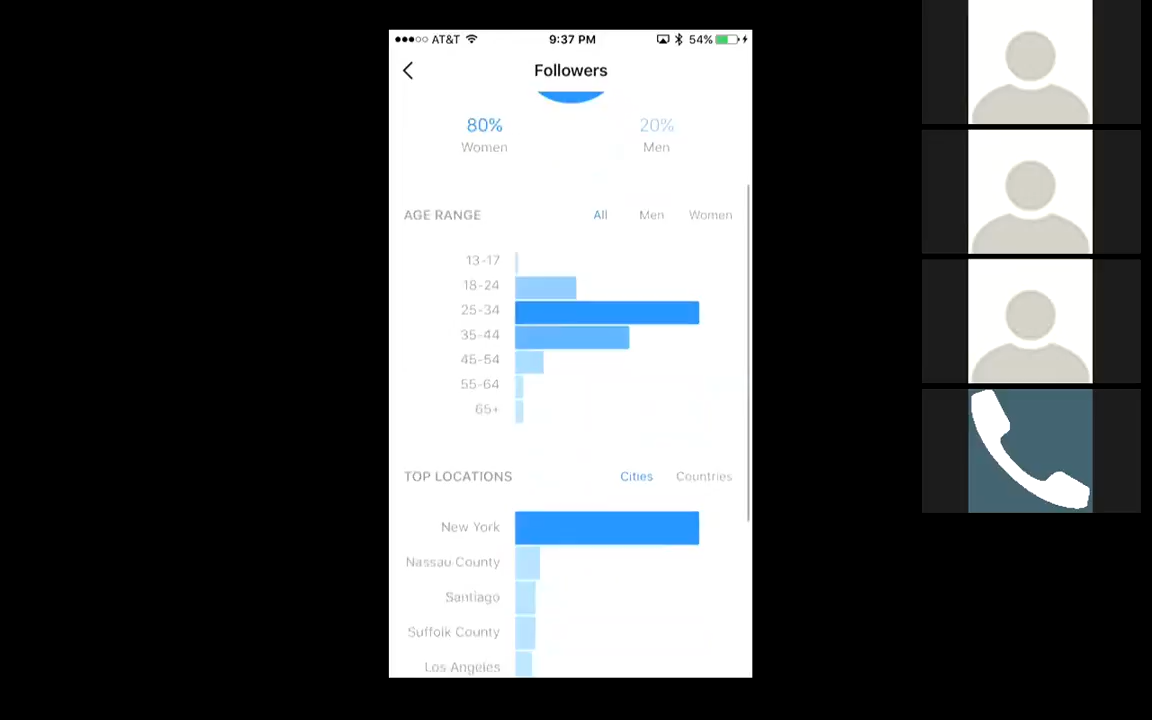 AT&T 9:37 PM 54%
Followers
80% 20%
Women Men
AGE RANGE All Men Women
13-17
18-24
25-34
35-44
45-54
55-64
65+
TOP LOCATIONS Cities Countries
New York
Nassau County
Santiago
Suffolk County
Los Angeles